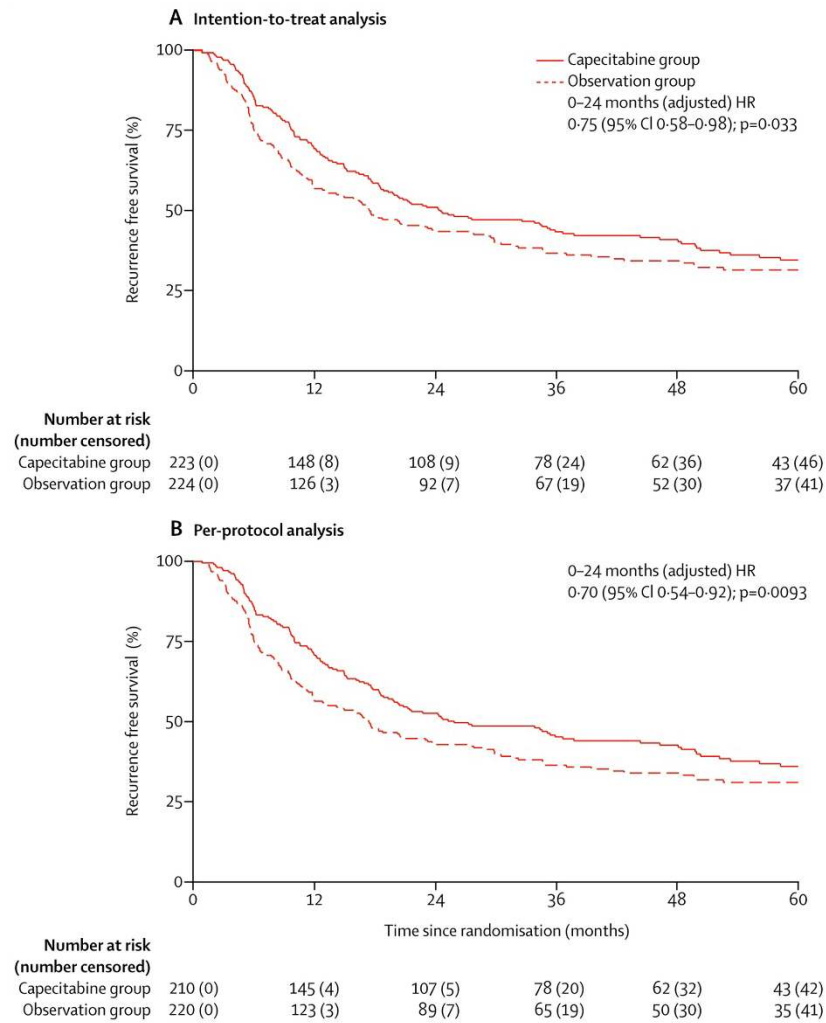 A Intention-to-treat analysis
100
75
50
25
0
Recurrence free survival (%)
Capecitabine group
Observation group
0–24 months (adjusted) HR
0·75 (95% CI 0·58–0·98); p=0·033
0 12 24 36 48 60
Number at risk
(number censored)
Capecitabine group 223 (0) 148 (8) 108 (9) 78 (24) 62 (36) 43 (46)
Observation group 224 (0) 126 (3) 92 (7) 67 (19) 52 (30) 37 (41)
B Per-protocol analysis
100
75
50
25
0
Recurrence free survival (%)
0–24 months (adjusted) HR
0·70 (95% CI 0·54–0·92); p=0·0093
0 12 24 36 48 60
Time since randomisation (months)
Number at risk
(number censored)
Capecitabine group 210 (0) 145 (4) 107 (5) 78 (20) 62 (32) 43 (42)
Observation group 220 (0) 123 (3) 89 (7) 65 (19) 50 (30) 35 (41)